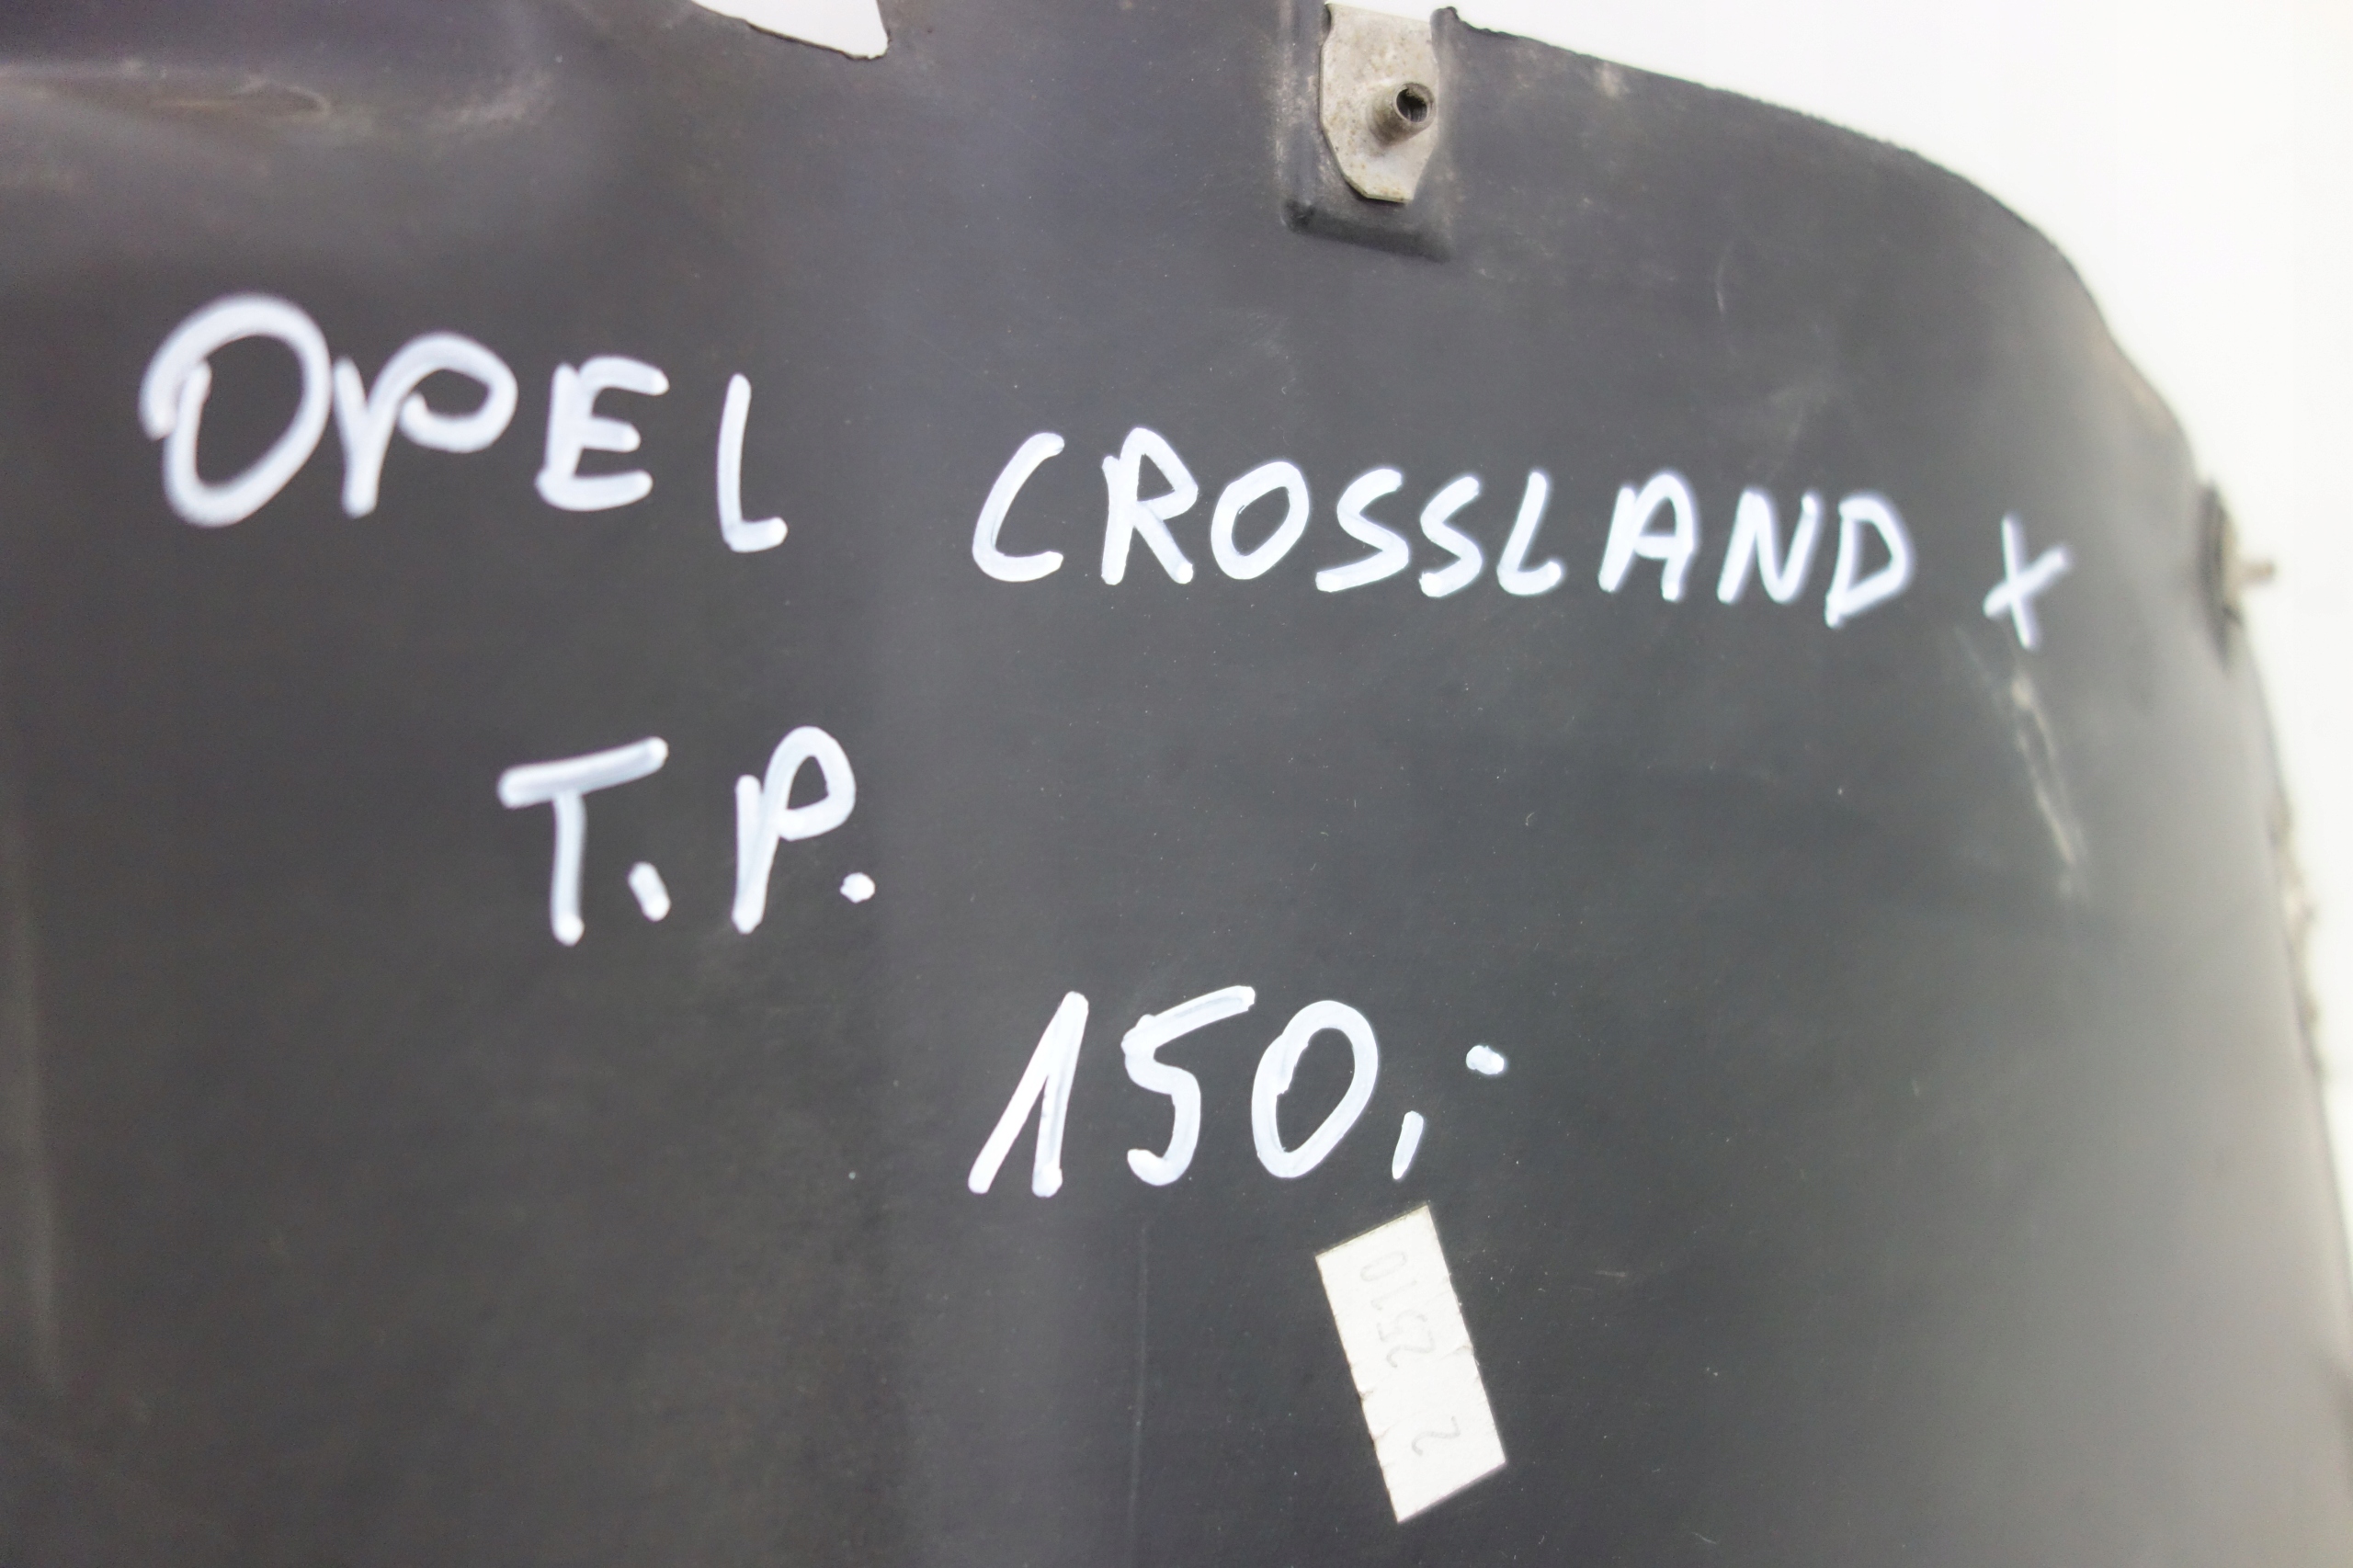 OPEL CROSSLAND X
T.P.
150,-